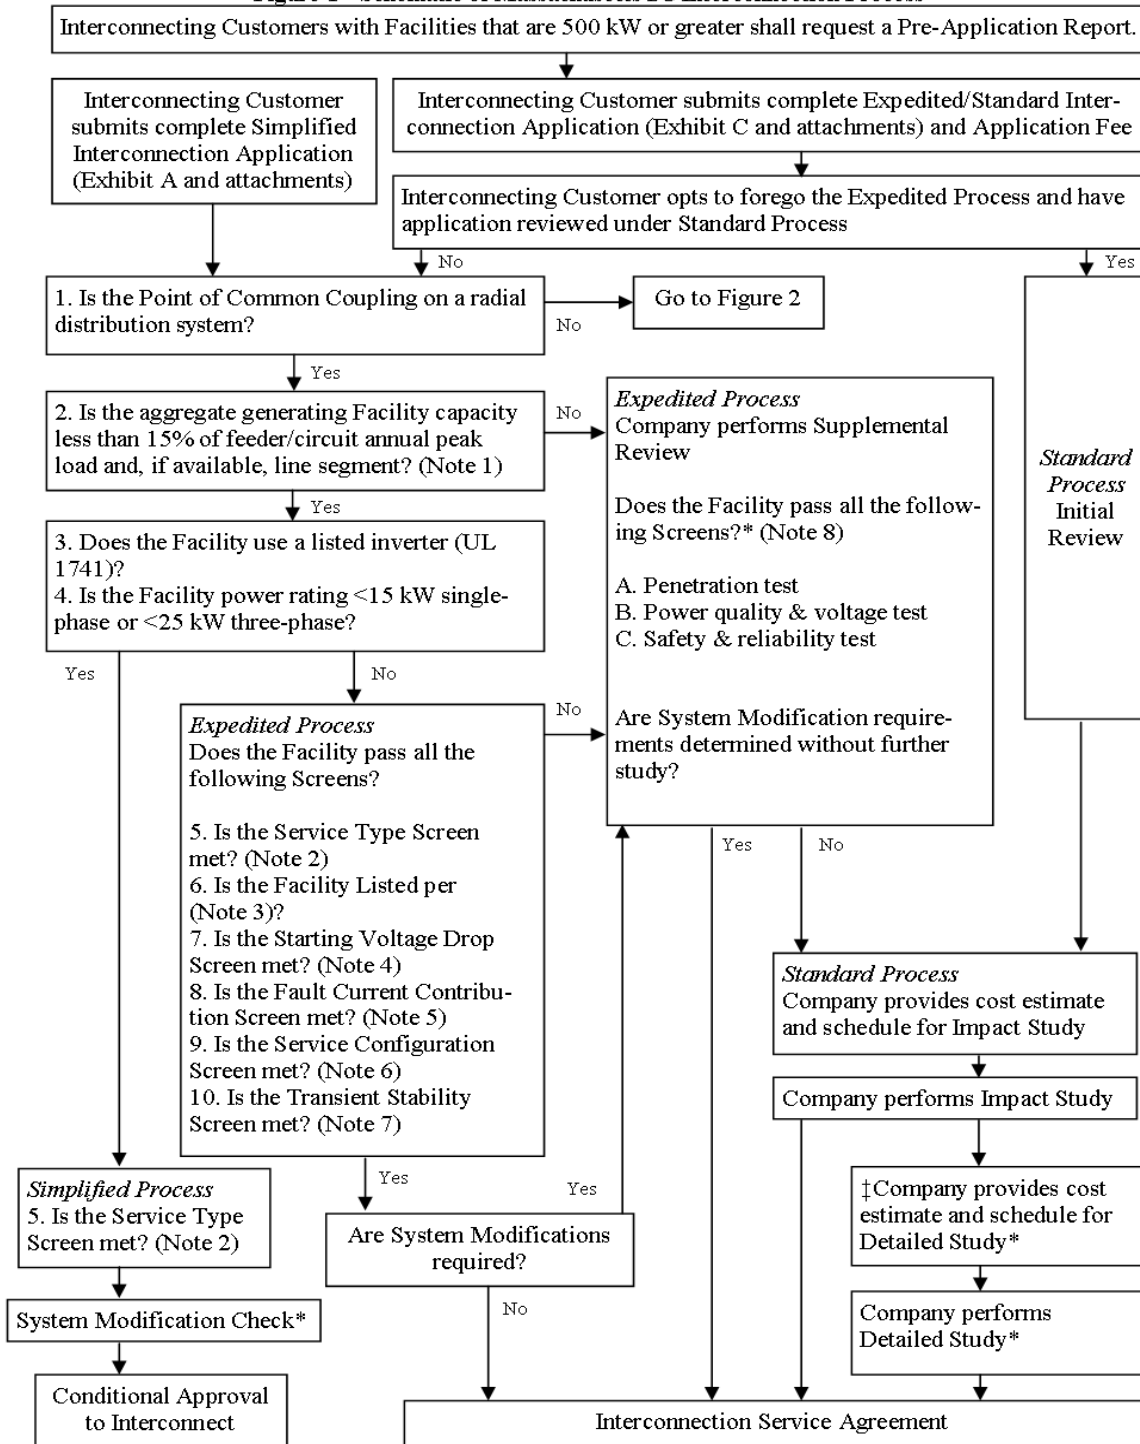 Figure 1 – Schematic of Massachusetts DG Interconnection Process
Interconnecting Customers with Facilities that are 500 kW or greater shall request a Pre-Application Report.
Interconnecting Customer
submits complete Simplified
Interconnection Application
(Exhibit A and attachments)
Interconnecting Customer submits complete Expedited/Standard Inter-
connection Application (Exhibit C and attachments) and Application Fee
Interconnecting Customer opts to forego the Expedited Process and have
application reviewed under Standard Process
No
Yes
1. Is the Point of Common Coupling on a radial
distribution system?
No
Go to Figure 2
Yes
2. Is the aggregate generating Facility capacity
less than 15% of feeder/circuit annual peak
load and, if available, line segment? (Note 1)
No
Yes
3. Does the Facility use a listed inverter (UL
1741)?
4. Is the Facility power rating <15 kW single-
phase or <25 kW three-phase?
Yes
No
Expedited Process
Company performs Supplemental
Review
Does the Facility pass all the follow-
ing Screens?* (Note 8)
A. Penetration test
B. Power quality & voltage test
C. Safety & reliability test
Are System Modification require-
ments determined without further
study?
Standard
Process
Initial
Review
Expedited Process
Does the Facility pass all the
following Screens?
5. Is the Service Type Screen
met? (Note 2)
6. Is the Facility Listed per
(Note 3)?
7. Is the Starting Voltage Drop
Screen met? (Note 4)
8. Is the Fault Current Contribu-
tion Screen met? (Note 5)
9. Is the Service Configuration
Screen met? (Note 6)
10. Is the Transient Stability
Screen met? (Note 7)
No
Yes
No
Standard Process
Company provides cost estimate
and schedule for Impact Study
Company performs Impact Study
‡Company provides cost
estimate and schedule for
Detailed Study*
Company performs
Detailed Study*
Yes
Yes
Simplified Process
5. Is the Service Type
Screen met? (Note 2)
Are System Modifications
required?
No
System Modification Check*
Conditional Approval
to Interconnect
Interconnection Service Agreement